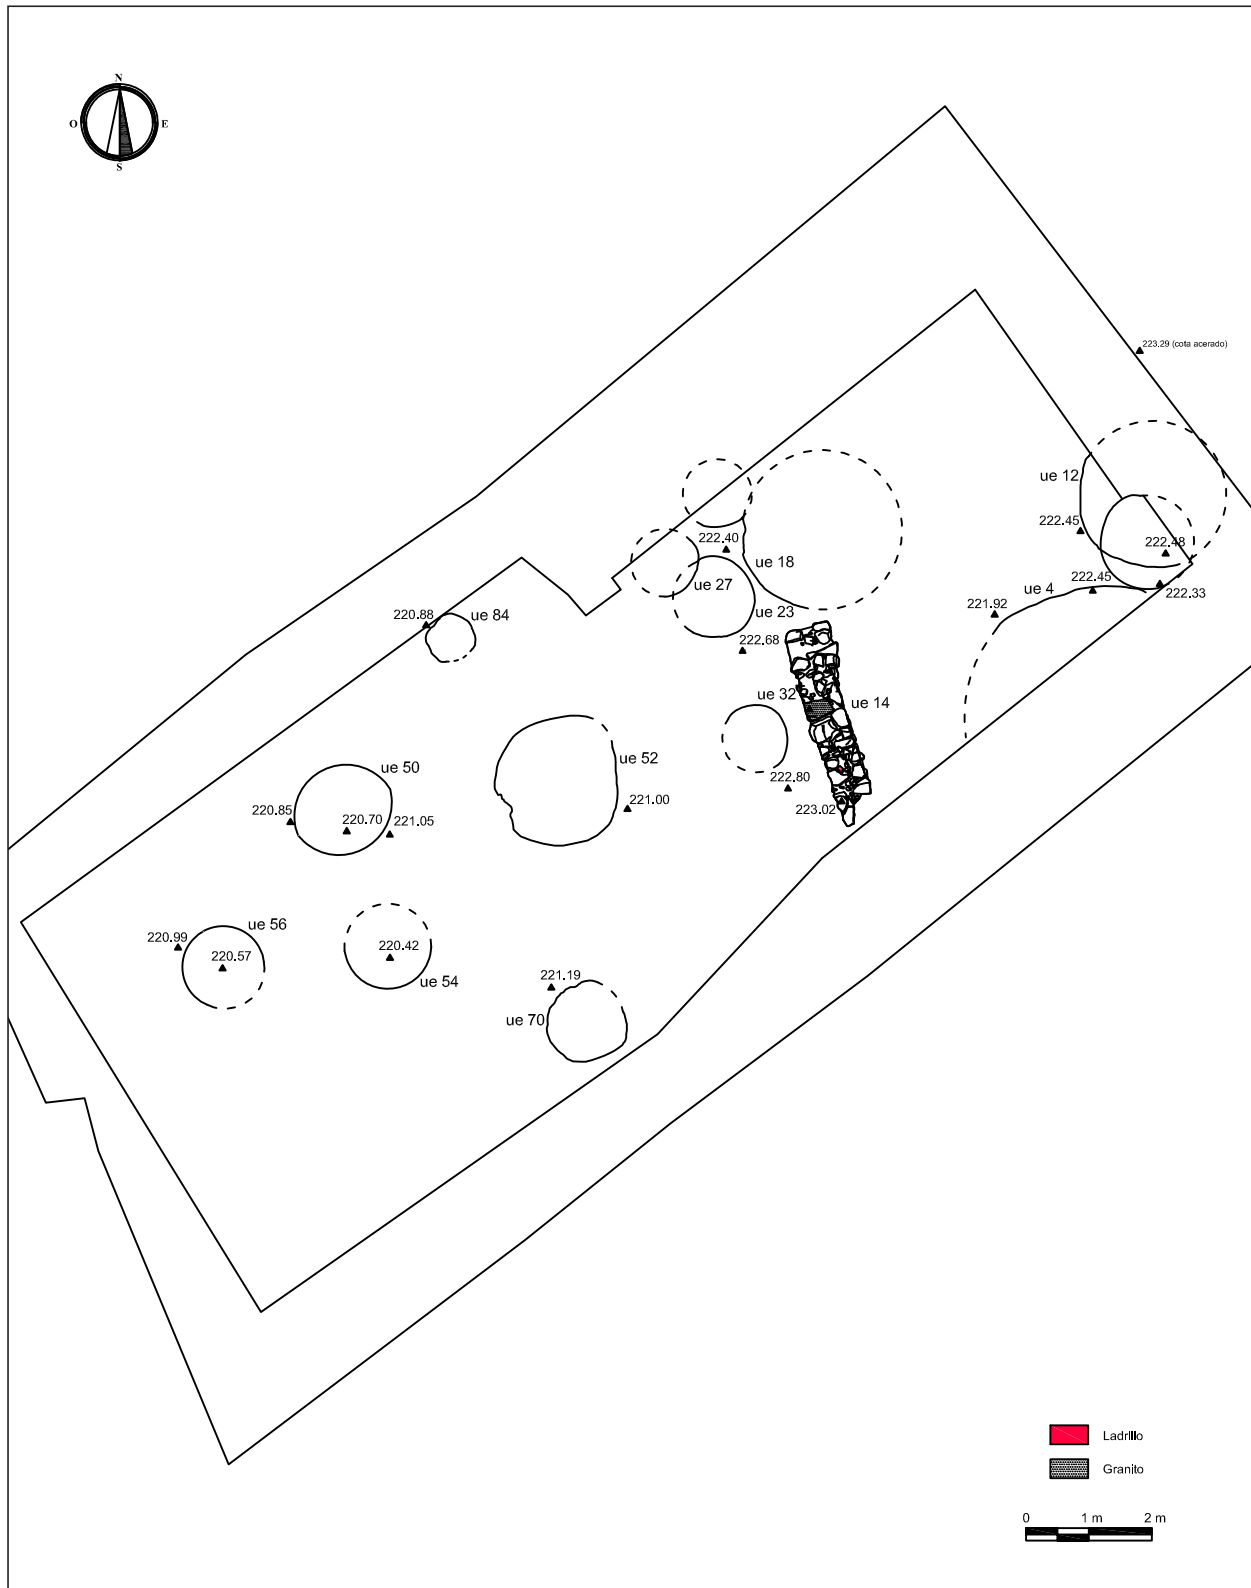 N
O E
S
223.29 (cota acerado)
ue 12
222.45
222.48
222.40
ue 18
ue 27
222.45
ue 4
222.33
221.92
ue 23
220.88
ue 84
222.68
ue 32
ue 14
ue 52
ue 50
222.80
221.00
223.02
220.85
220.70
221.05
ue 56
220.99
220.57
220.42
ue 54
221.19
ue 70
Ladrillo
Granito
0 1 m 2 m